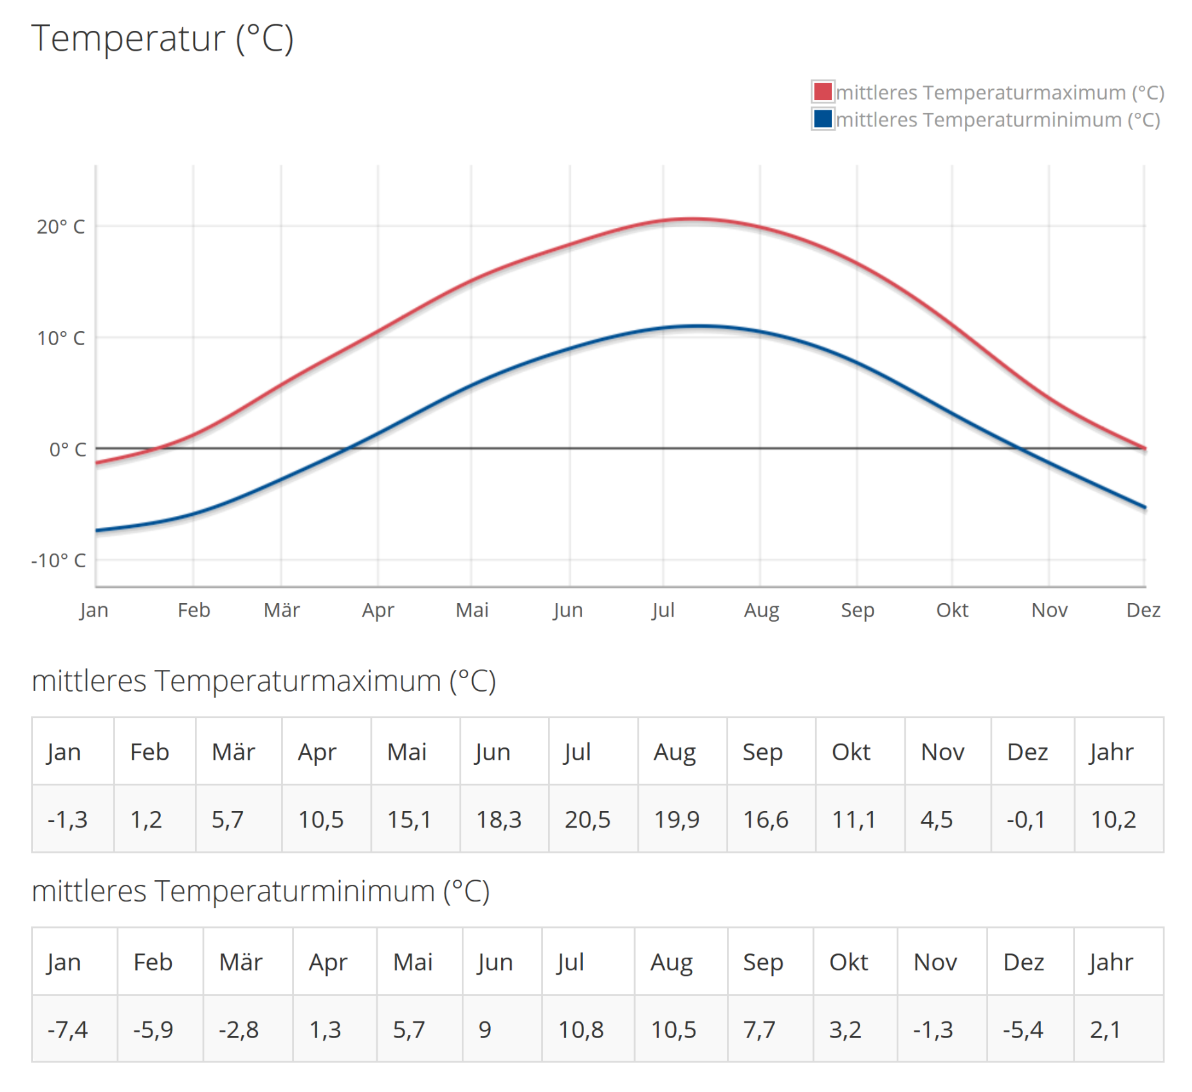 Temperatur (°C)
mittleres Temperaturmaximum (°C)
mittleres Temperaturminimum (°C)
20° C
10° C
0° C
-10° C
Jan Feb Mär Apr Mai Jun Jul Aug Sep Okt Nov Dez
mittleres Temperaturmaximum (°C)
Jan Feb Mär Apr Mai Jun Jul Aug Sep Okt Nov Dez Jahr
-1,3 1,2 5,7 10,5 15,1 18,3 20,5 19,9 16,6 11,1 4,5 -0,1 10,2
mittleres Temperaturminimum (°C)
Jan Feb Mär Apr Mai Jun Jul Aug Sep Okt Nov Dez Jahr
-7,4 -5,9 -2,8 1,3 5,7 9 10,8 10,5 7,7 3,2 -1,3 -5,4 2,1